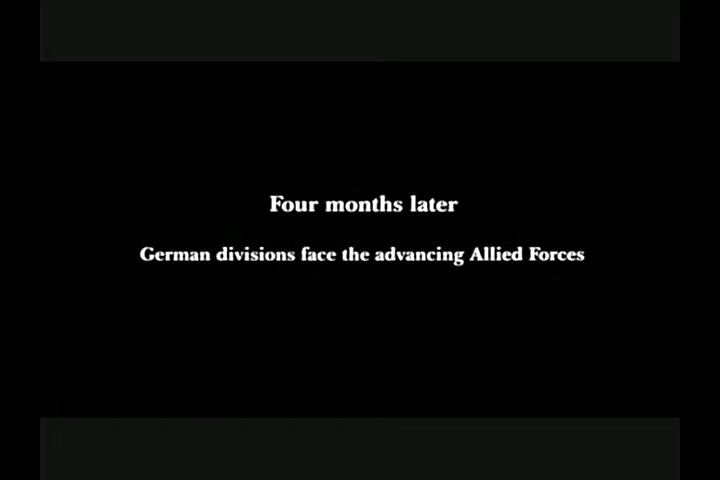 Four months later
German divisions face the advancing Allied Forces